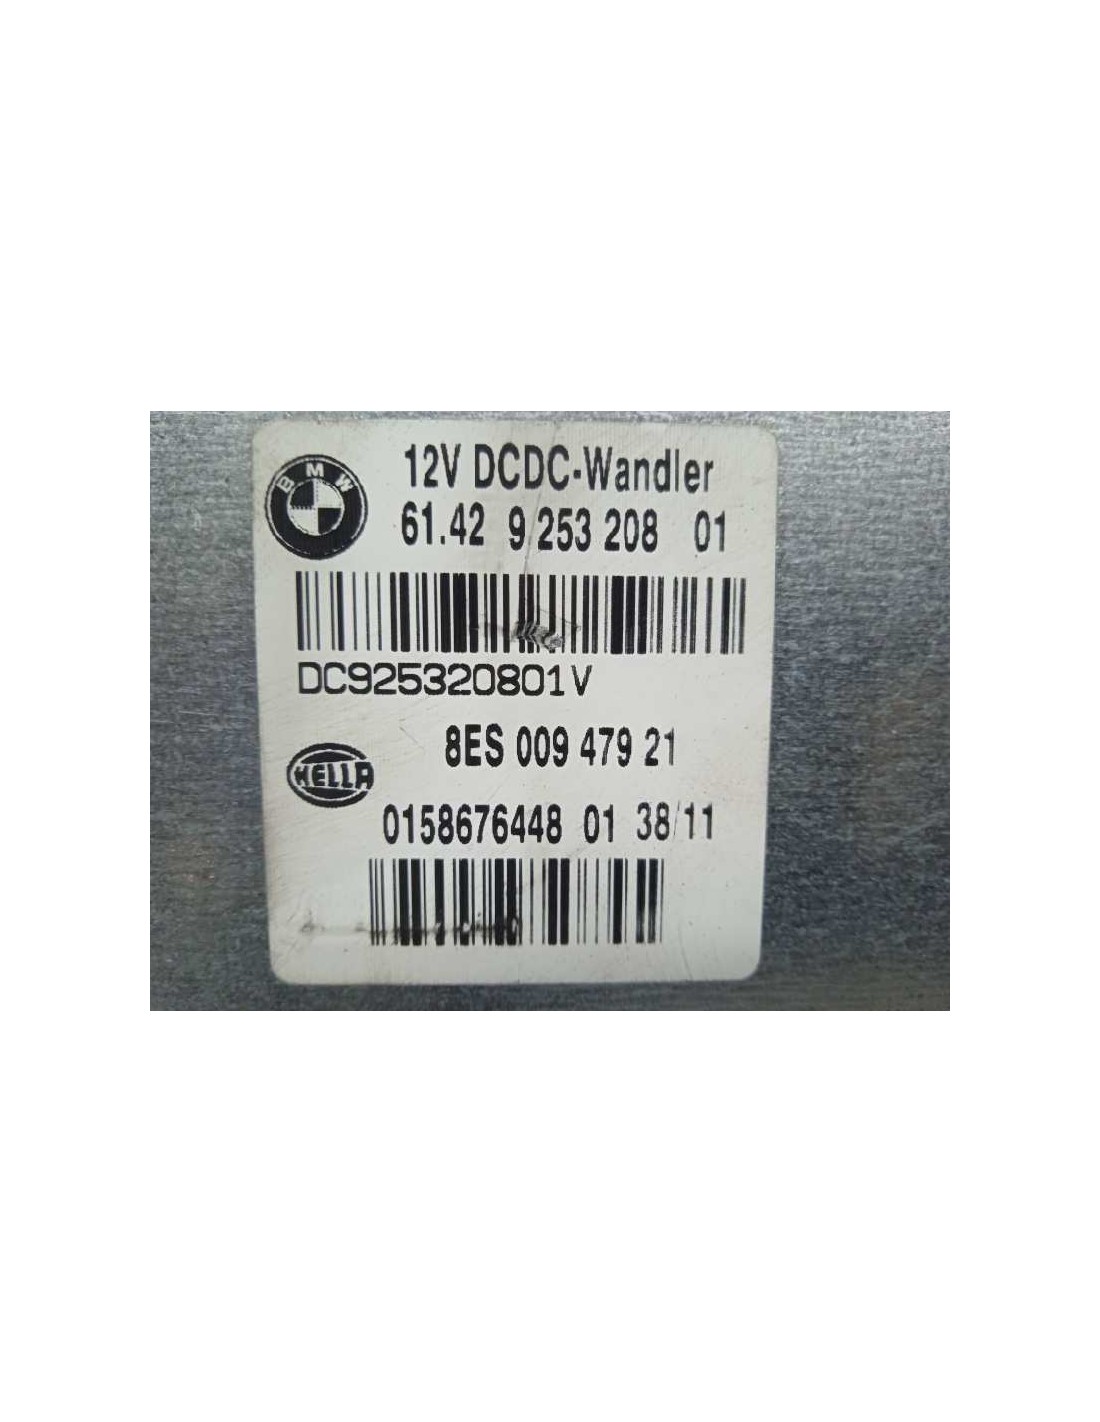 BMW
12V DCDC-Wandler
61.42 9 253 208 01
DC925320801V
8ES 009 479 21
HELLA
0158676448 01 38/11